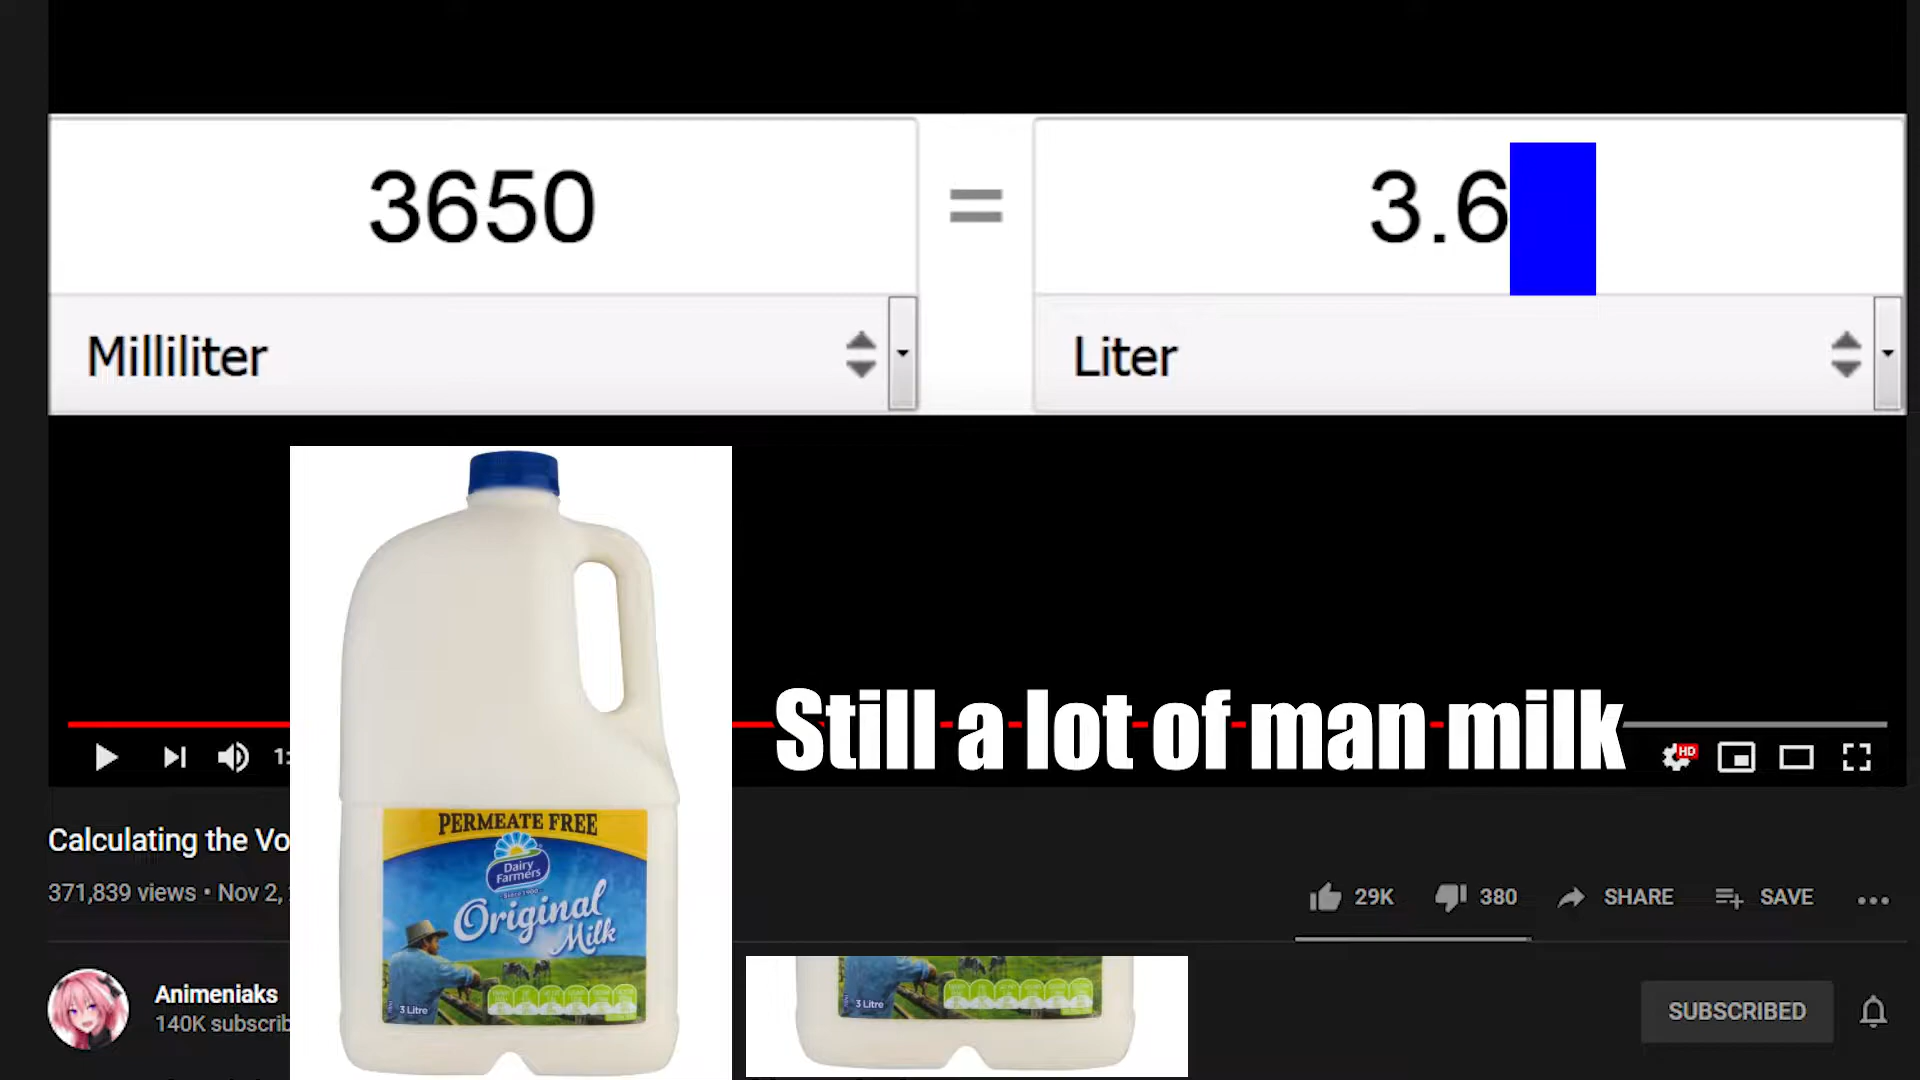 3650
=
3.6
Milliliter
Liter
PERMEATE FREE
Dairy
Farmers
Original
Milk
3 Litre
Still a lot of man milk
HD
Calculating the Vo
371,839 views • Nov 2,
29K
380
SHARE
SAVE
Animeniaks
140K subscrib
3 Litre
SUBSCRIBED